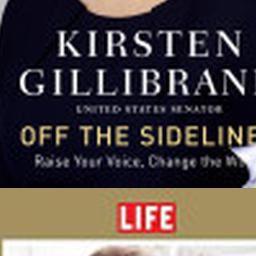 KIRSTEN
GILLIBRAN
UNITED STATES SENATOR
OFF THE SIDELINE
Raise Your Voice, Change the W
LIFE